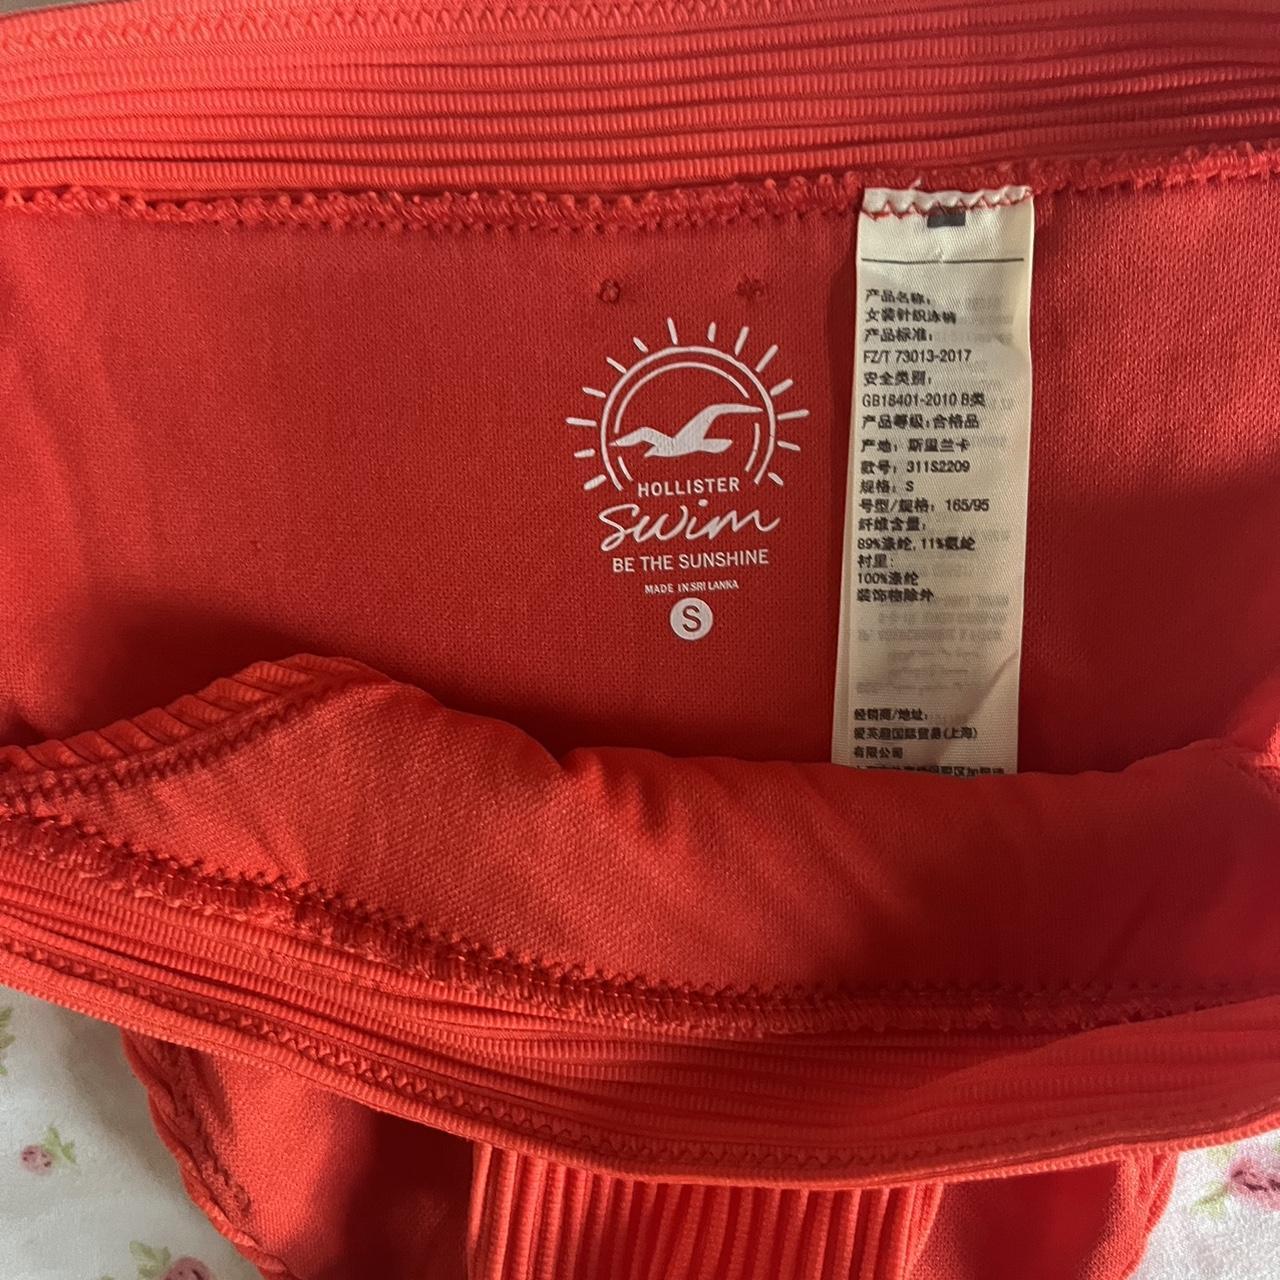 HOLLISTER
Swim
BE THE SUNSHINE
MADE IN SRI LANKA
S
产品名称：
女装针织泳裤
产品标准：
FZ/T 73013-2017
安全类别：
GB18401-2010 B类
产品等级：合格品
产地：斯里兰卡
款号：311S2209
规格：S
号型/规格：165/95
纤维含量：
89%涤纶, 11%氨纶
衬里：
100%涤纶
装饰物除外
经销商/地址：
爱芙趣国际贸易(上海)
有限公司